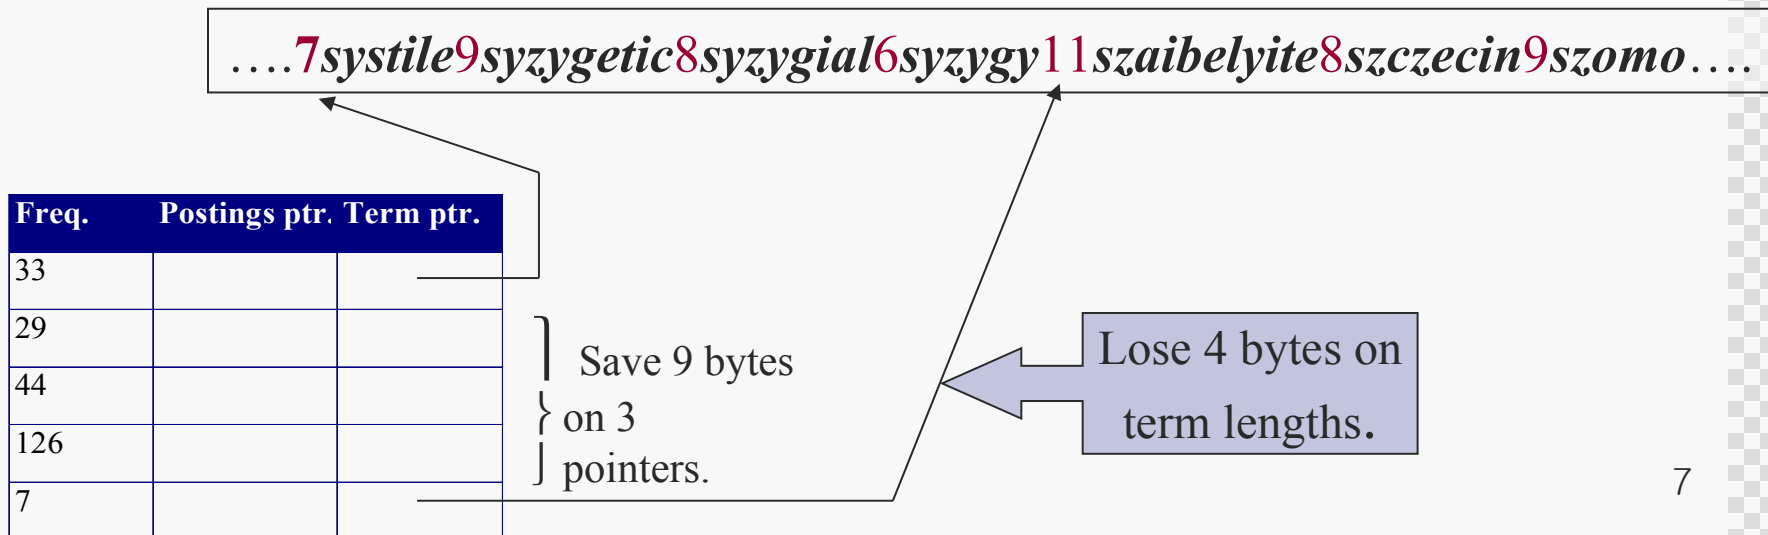 ....7systile9syzygetic8syzygial6syzygy11szaibelyite8szczecin9szomo....
Freq. Postings ptr. Term ptr.
33
29
44
126
7
Save 9 bytes
on 3
pointers.
Lose 4 bytes on
term lengths.
7